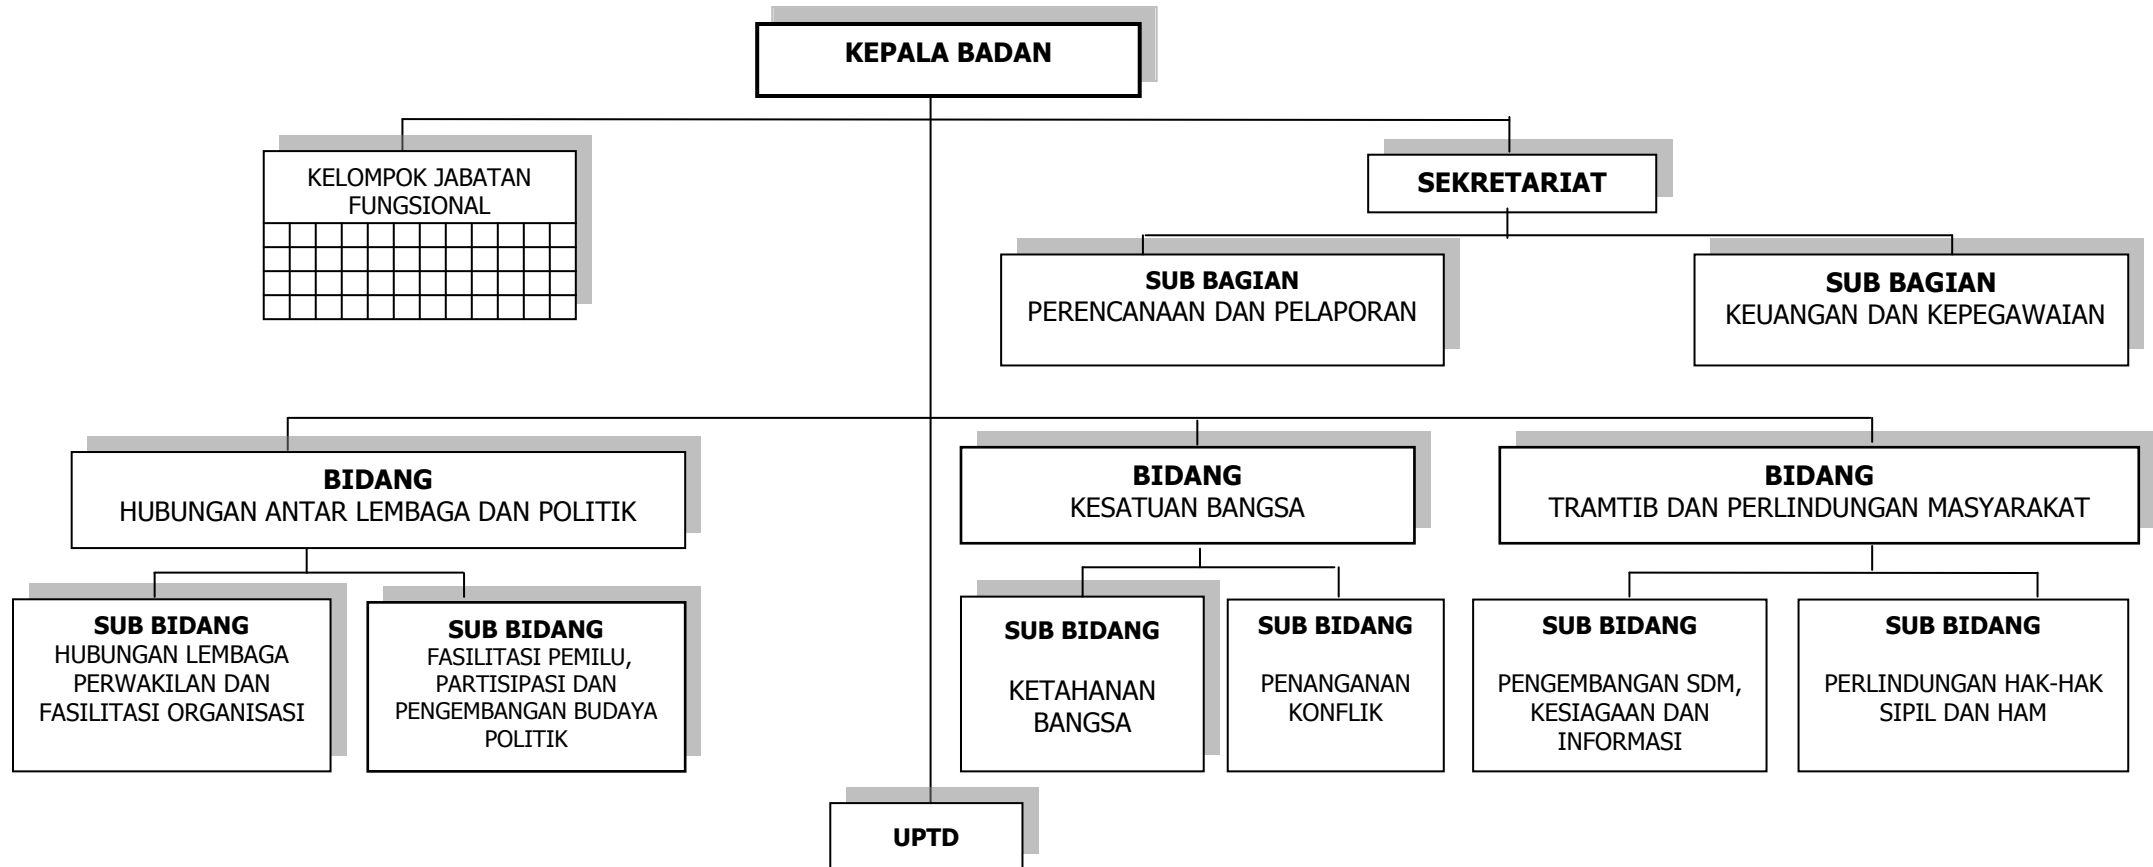 KEPALA BADAN
KELOMPOK JABATAN
FUNGSIONAL
SEKRETARIAT
SUB BAGIAN
PERENCANAAN DAN PELAPORAN
SUB BAGIAN
KEUANGAN DAN KEPEGAWAIAN
BIDANG
HUBUNGAN ANTAR LEMBAGA DAN POLITIK
BIDANG
KESATUAN BANGSA
BIDANG
TRAMTIB DAN PERLINDUNGAN MASYARAKAT
SUB BIDANG
HUBUNGAN LEMBAGA
PERWAKILAN DAN
FASILITASI ORGANISASI
SUB BIDANG
FASILITASI PEMILU,
PARTISIPASI DAN
PENGEMBANGAN BUDAYA
POLITIK
SUB BIDANG
KETAHANAN
BANGSA
SUB BIDANG
PENANGANAN
KONFLIK
SUB BIDANG
PENGEMBANGAN SDM,
KESIAGAAN DAN
INFORMASI
SUB BIDANG
PERLINDUNGAN HAK-HAK
SIPIL DAN HAM
UPTD